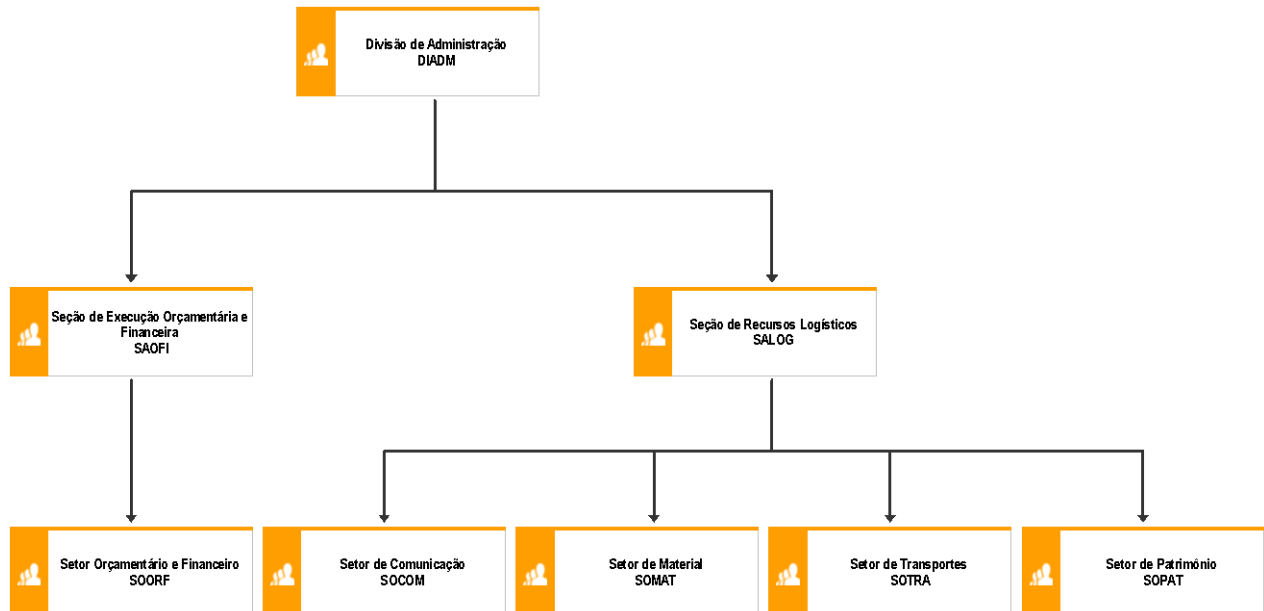 Divisão de Administração
DIADM
Seção de Execução Orçamentária e
Financeira
SAOFI
Seção de Recursos Logísticos
SALOG
Setor Orçamentário e Financeiro
SOORF
Setor de Comunicação
SOCOM
Setor de Material
SOMAT
Setor de Transportes
SOTRA
Setor de Património
SOPAT